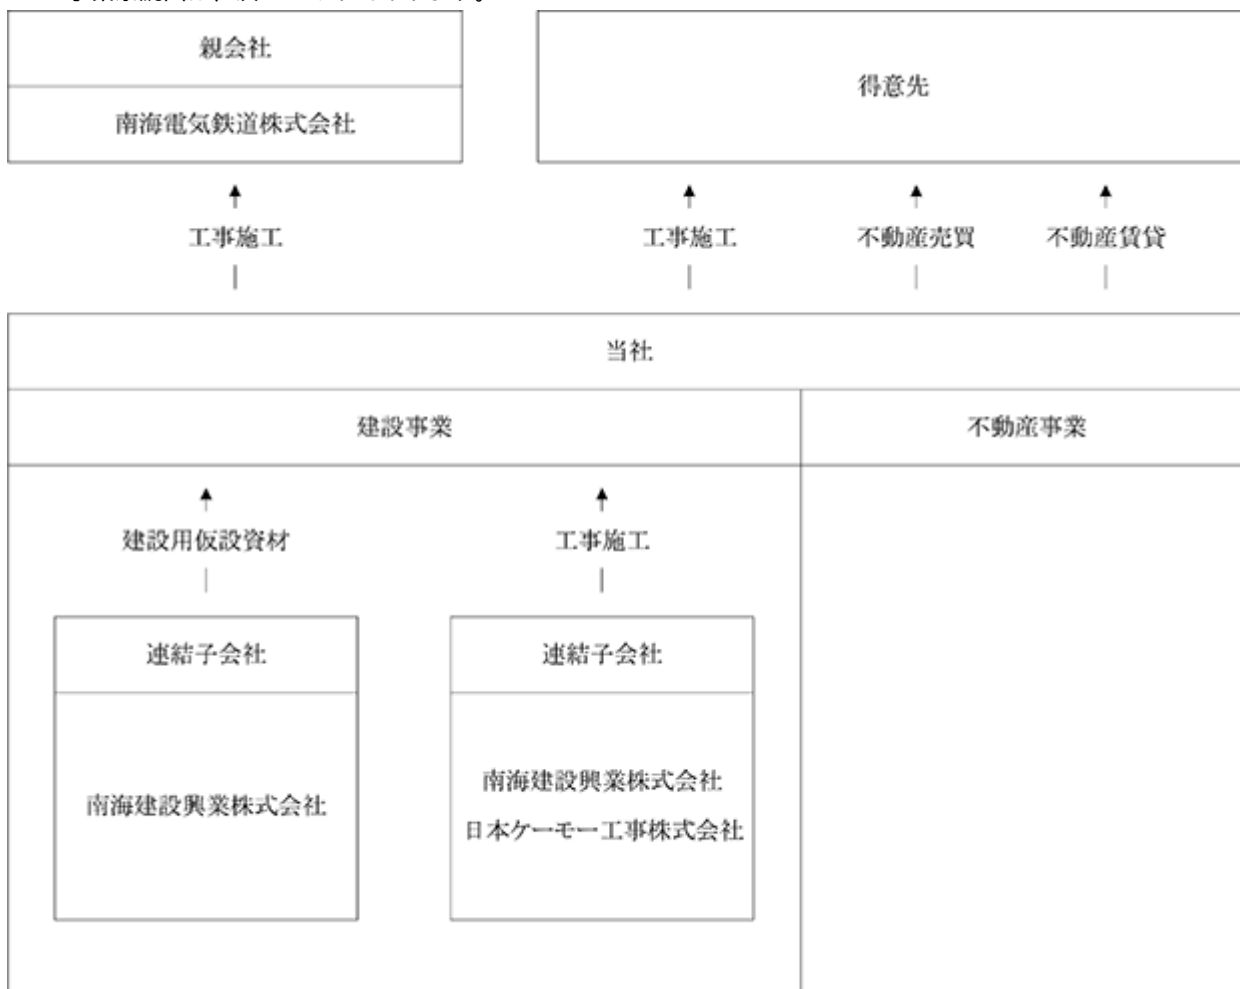 親会社
南海電気鉄道株式会社
得意先
工事施工
工事施工
不動産売買
不動産賃貸
当社
建設事業
不動産事業
建設用仮設資材
工事施工
連結子会社
南海建設興業株式会社
連結子会社
南海建設興業株式会社
日本ケーモー工事株式会社